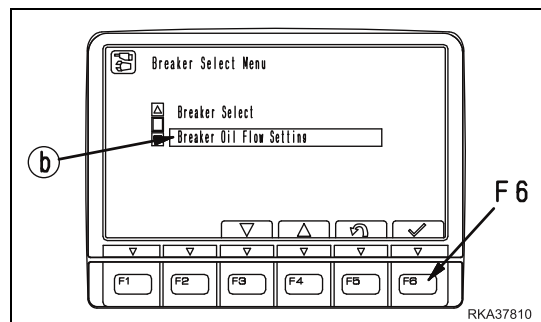 Breaker Select Menu
Breaker Select
Breaker Oil Flow Setting
b
F6
F1 F2 F3 F4 F5 F6
RKA37810